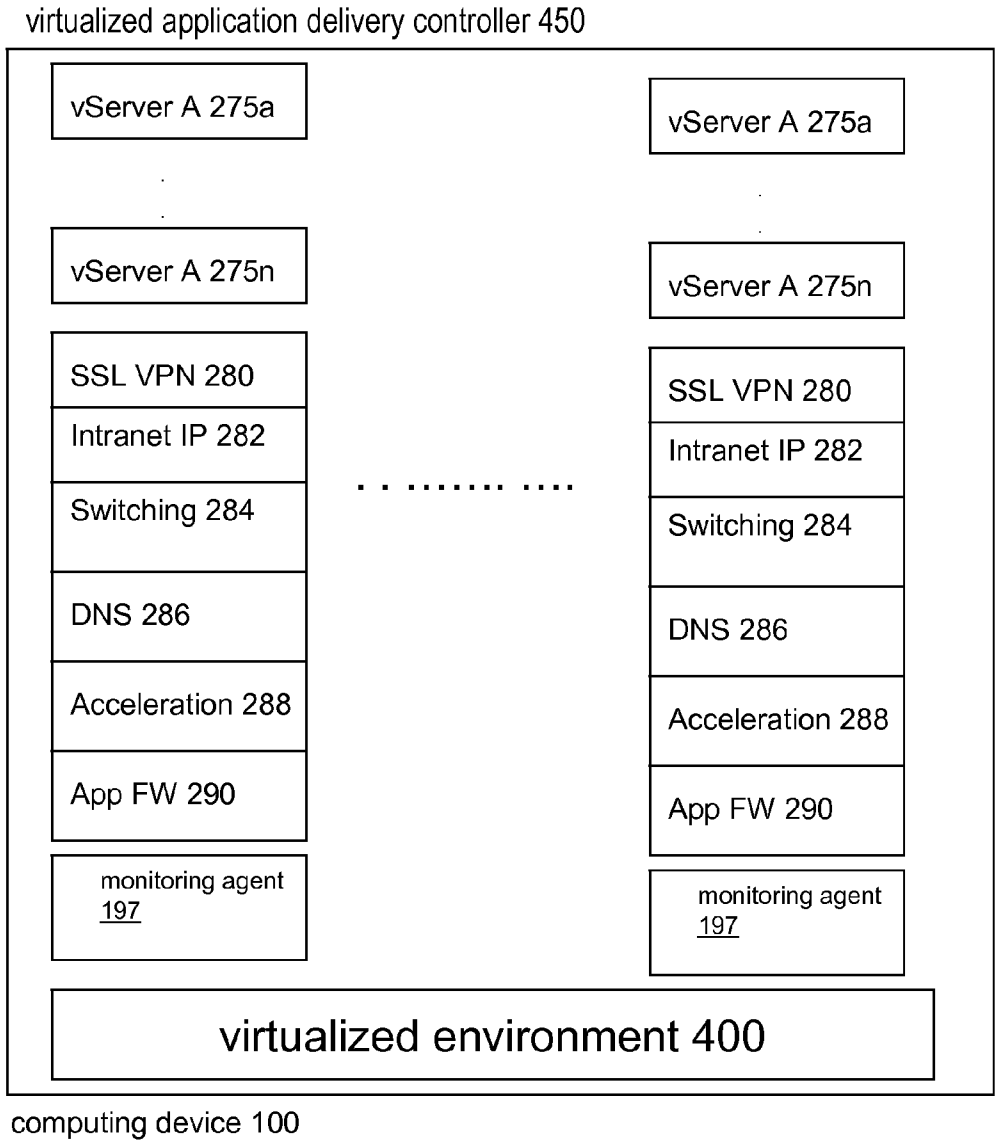 virtualized application delivery controller 450
vServer A 275a
vServer A 275n
SSL VPN 280
Intranet IP 282
Switching 284
DNS 286
Acceleration 288
App FW 290
monitoring agent
197
vServer A 275a
vServer A 275n
SSL VPN 280
Intranet IP 282
Switching 284
DNS 286
Acceleration 288
App FW 290
monitoring agent
197
virtualized environment 400
computing device 100